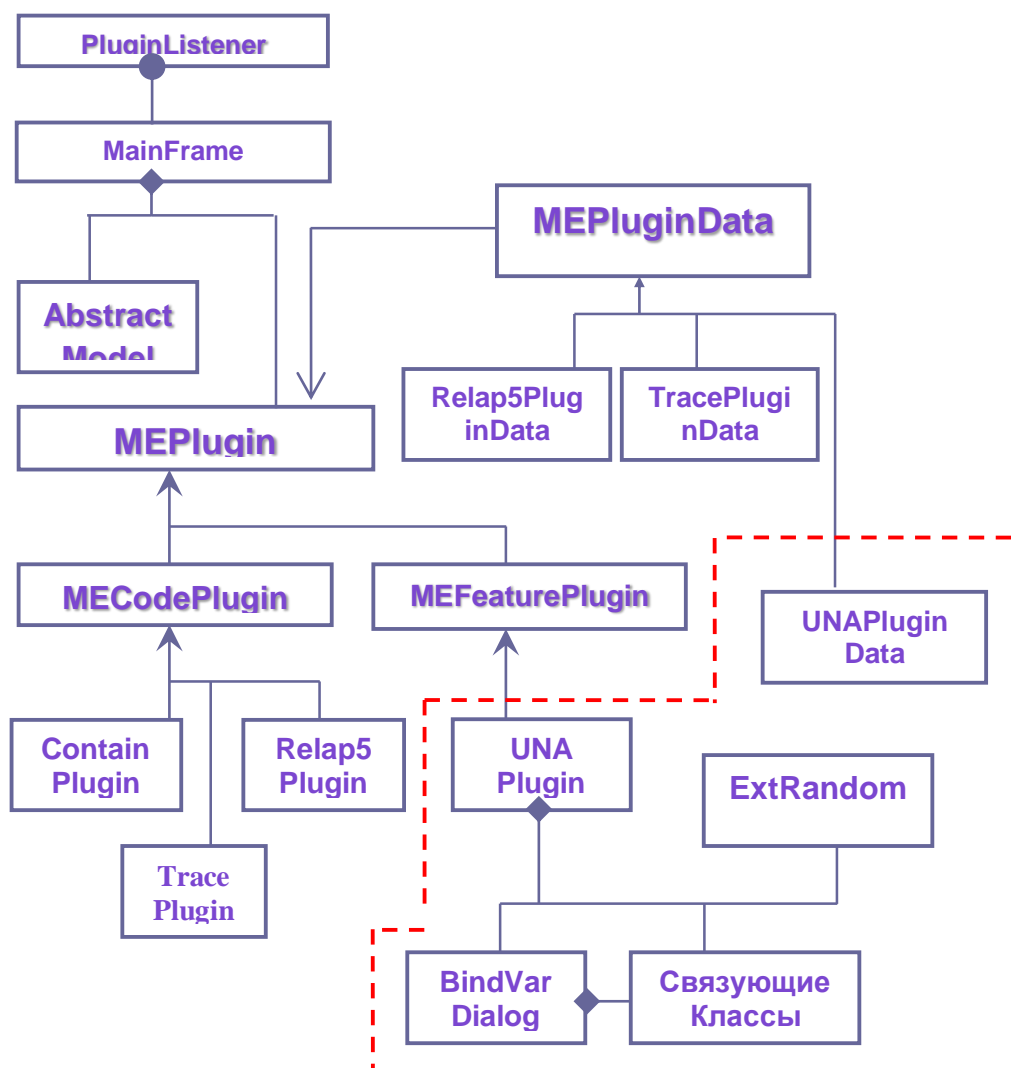 PluginListener
MainFrame
MEPluginData
Abstract
Model
Relap5Plug
inData
TracePlugi
nData
MEPlugin
MECodePlugin
MEFeaturePlugin
UNAPlugin
Data
Contain
Plugin
Relap5
Plugin
UNA
Plugin
ExtRandom
Trace
Plugin
BindVar
Dialog
Связующие
Классы